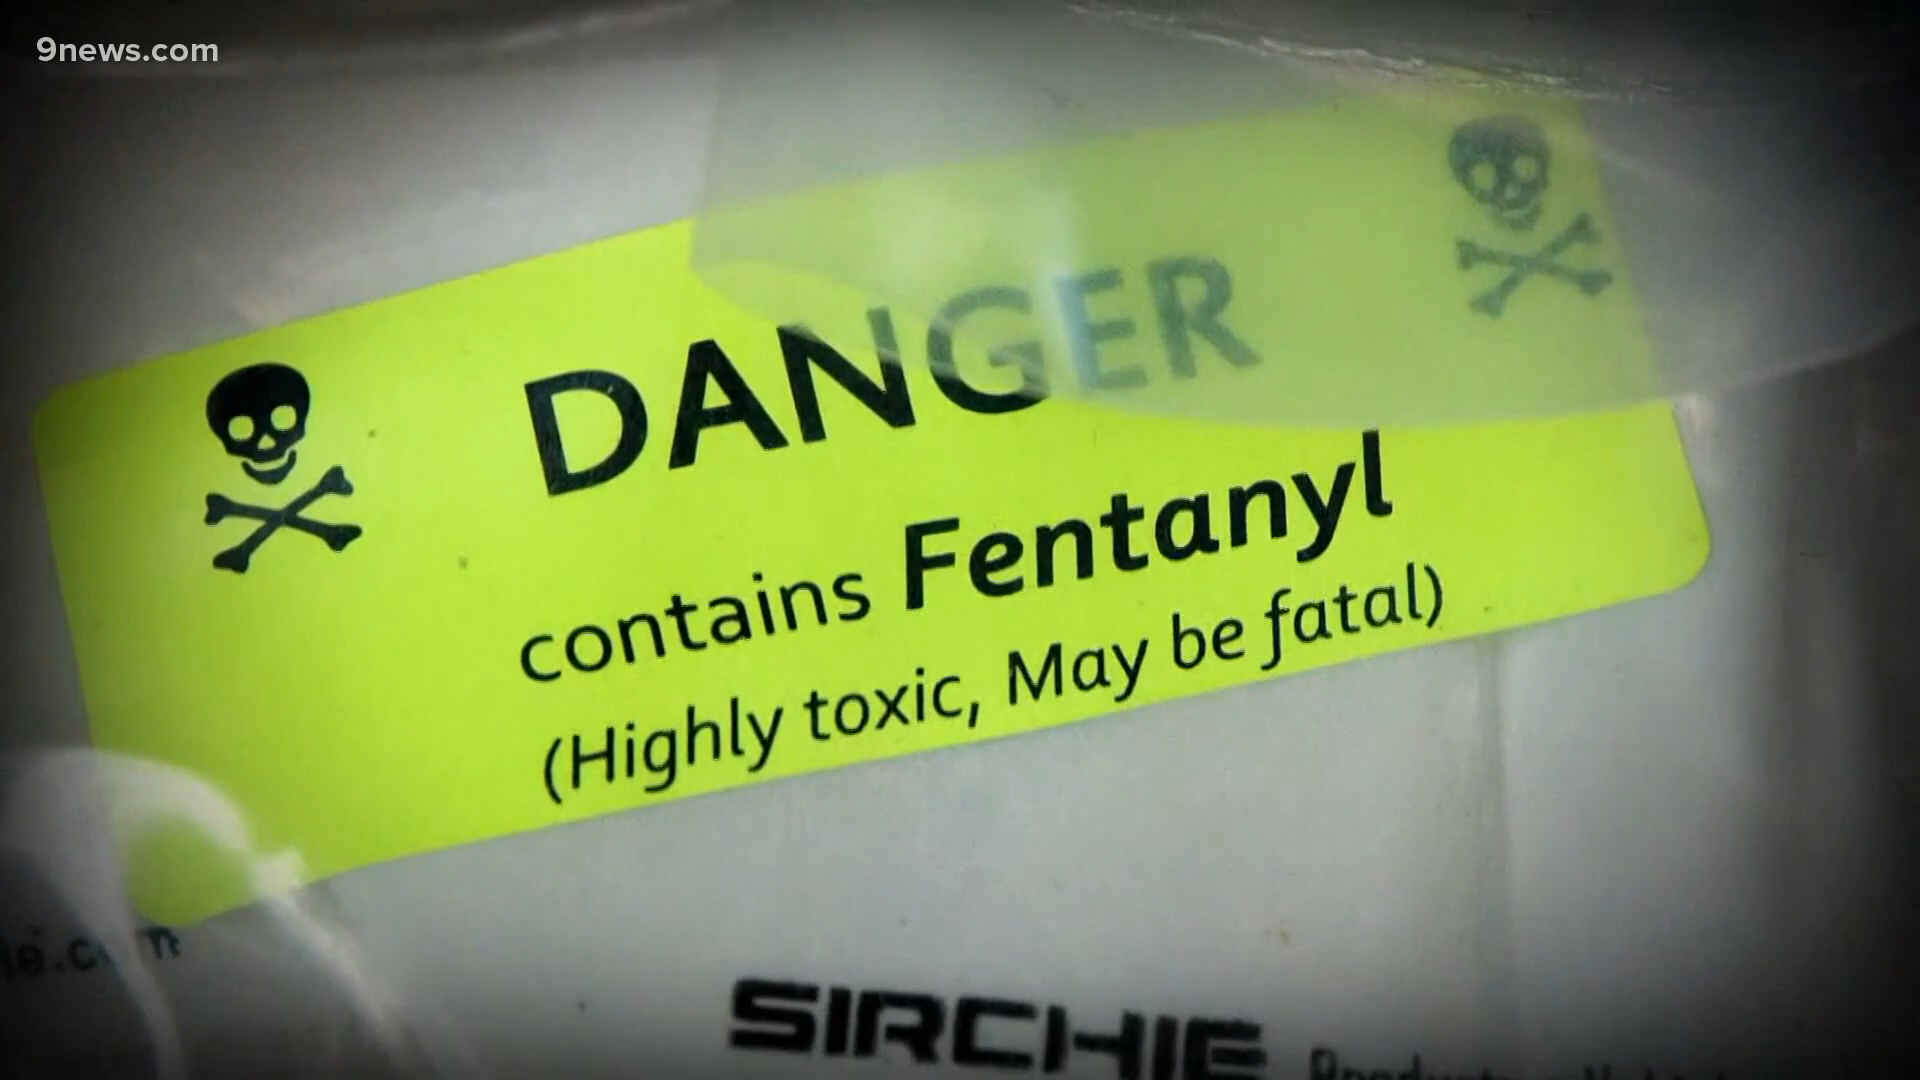 9news.com
DANGER
contains Fentanyl
(Highly toxic, May be fatal)
SIRCHIE